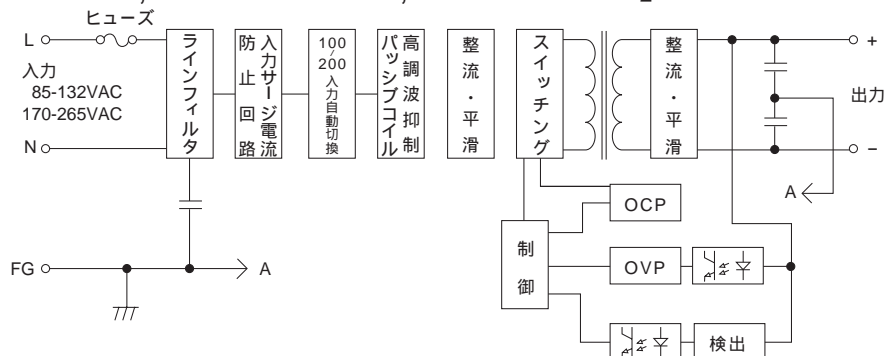 ヒューズ
L
入力
85-132VAC
170-265VAC
N
FG
A
ラインフィルタ
入力サージ電流
防止回路
100/200入力自動切換
高調波抑制
パッシブコイル
整流・平滑
スイッチング
整流・平滑
+
出力
−
A
制御
OCP
OVP
検出